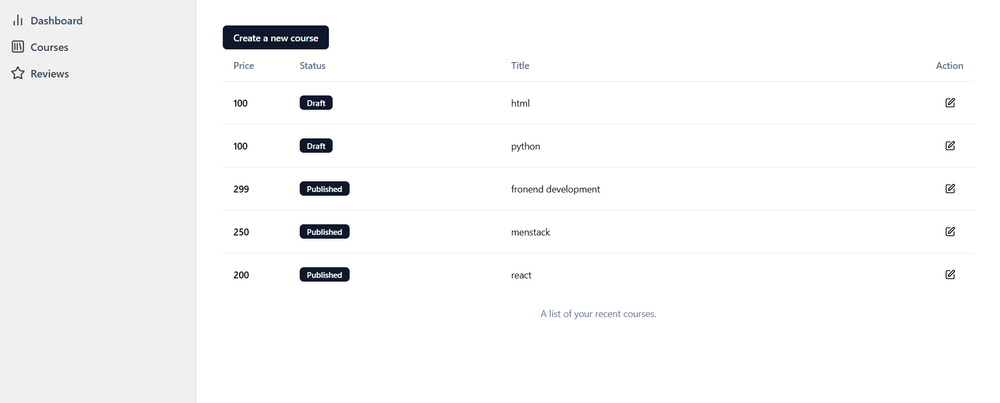 Dashboard
Courses
Reviews
Create a new course
Price Status Title Action
100 Draft html
100 Draft python
299 Published fronend development
250 Published menstack
200 Published react
A list of your recent courses.